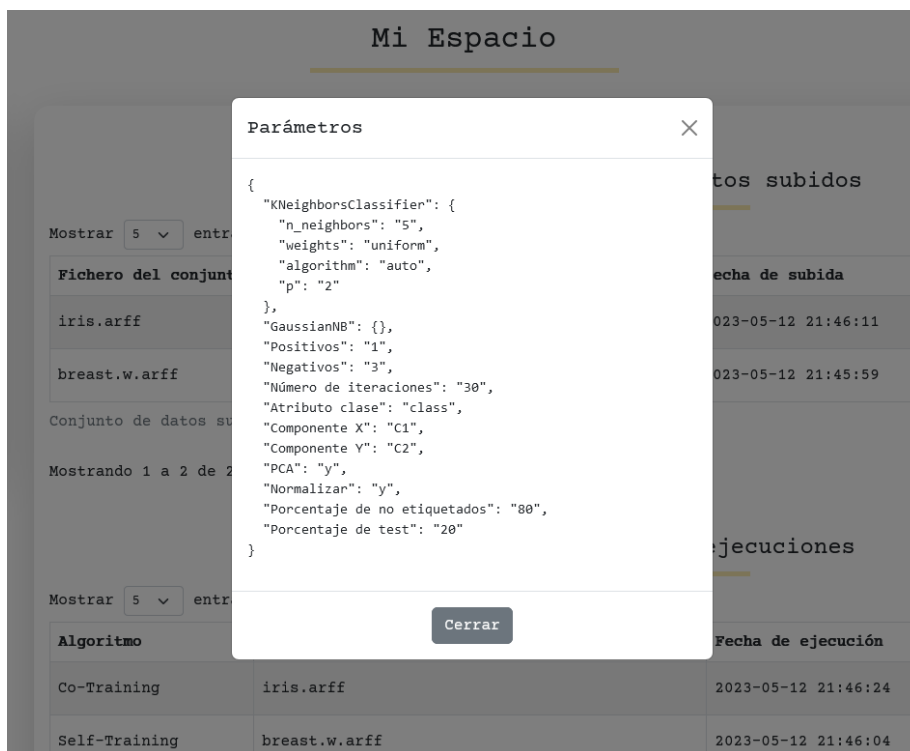 Mi Espacio
Parámetros
tos subidos
{
  "KNeighborsClassifier": {
    "n_neighbors": "5",
    "weights": "uniform",
    "algorithm": "auto",
    "p": "2"
  },
  "GaussianNB": {},
  "Positivos": "1",
  "Negativos": "3",
  "Número de iteraciones": "30",
  "Atributo clase": "class",
  "Componente X": "C1",
  "Componente Y": "C2",
  "PCA": "y",
  "Normalizar": "y",
  "Porcentaje de no etiquetados": "80",
  "Porcentaje de test": "20"
}
Cerrar
Mostrar 5 entr
Fichero del conjunt echa de subida
iris.arff 023-05-12 21:46:11
breast.w.arff 023-05-12 21:45:59
Conjunto de datos su
Mostrando 1 a 2 de 2
ejecuciones
Mostrar 5 entr
Algoritmo Fecha de ejecución
Co-Training iris.arff 2023-05-12 21:46:24
Self-Training breast.w.arff 2023-05-12 21:46:04